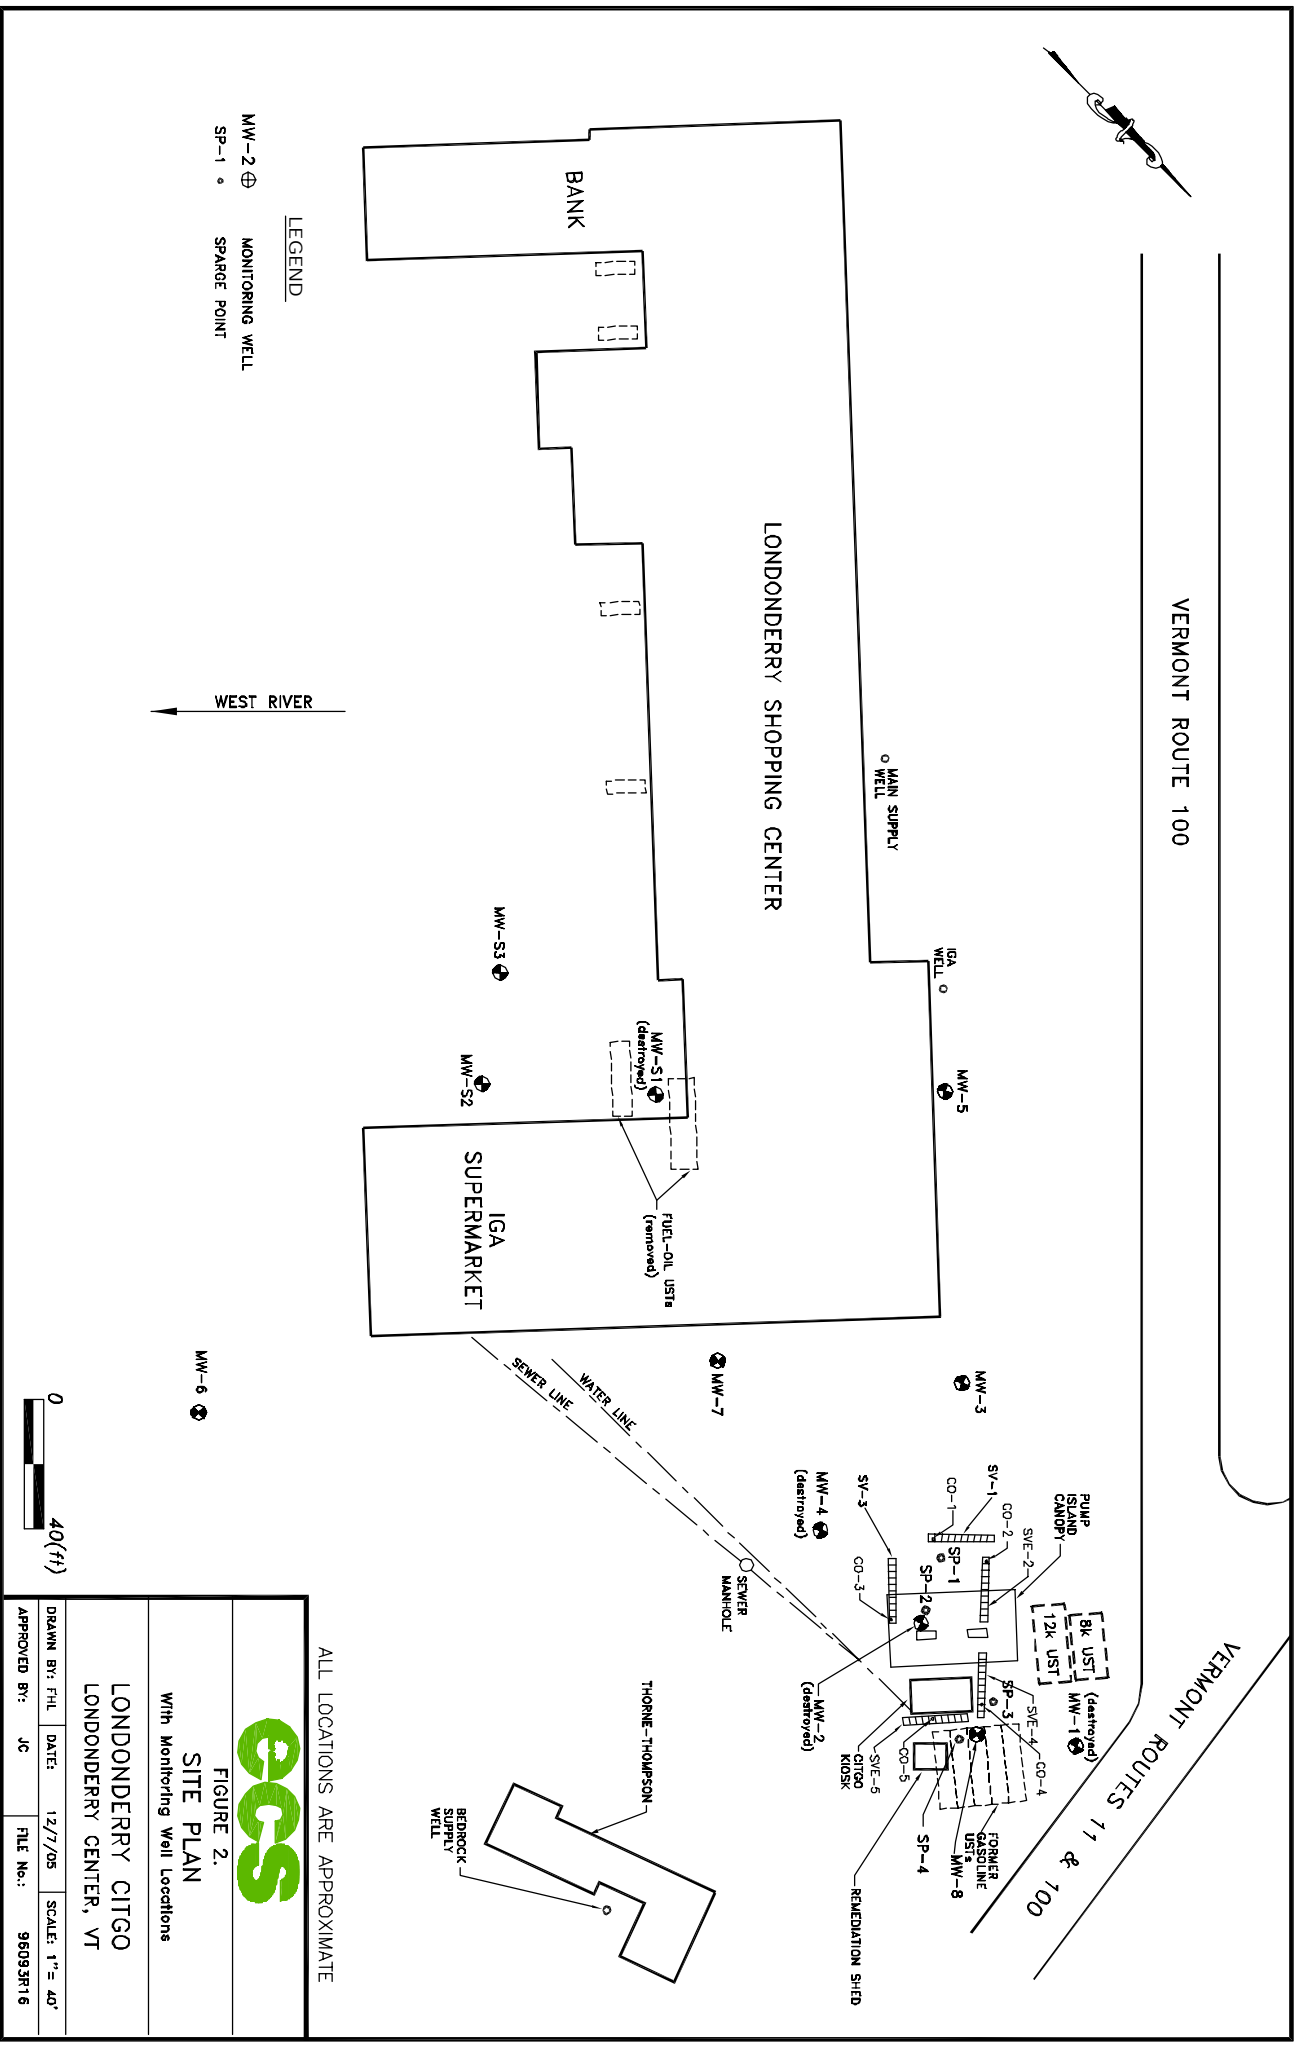 VERMONT ROUTE 100
VERMONT ROUTES 11 & 100
BANK
LONDONDERRY SHOPPING CENTER
MAIN SUPPLY
WELL
IGA
WELL
MW-5
MW-3
MW-7
MW-S3
MW-S2
MW-S1
(destroyed)
FUEL-OIL USTs
(removed)
IGA
SUPERMARKET
WEST RIVER
WATER LINE
SEWER LINE
SEWER
MANHOLE
MW-4
(destroyed)
MW-6
PUMP
ISLAND
CANOPY
SV-1
CO-1
CO-2
SVE-2
SV-3
CO-3
SP-1
SP-2
8k UST
12k UST
(destroyed)
MW-1
SP-3
SVE-4
CO-4
MW-2
(destroyed)
CITGO
KIOSK
SVE-5
CO-5
SP-4
MW-8
FORMER
GASOLINE
USTs
REMEDIATION SHED
THORNE-THOMPSON
BEDROCK
SUPPLY
WELL
LEGEND
MW-2 MONITORING WELL
SP-1 SPARGE POINT
0 40(ft)
ALL LOCATIONS ARE APPROXIMATE
ecs
FIGURE 2.
SITE PLAN
With Monitoring Well Locations
LONDONDERRY CITGO
LONDONDERRY CENTER, VT
DRAWN BY: FHL DATE: 12/7/05 SCALE: 1"= 40'
APPROVED BY: JC FILE No.: 96093R16